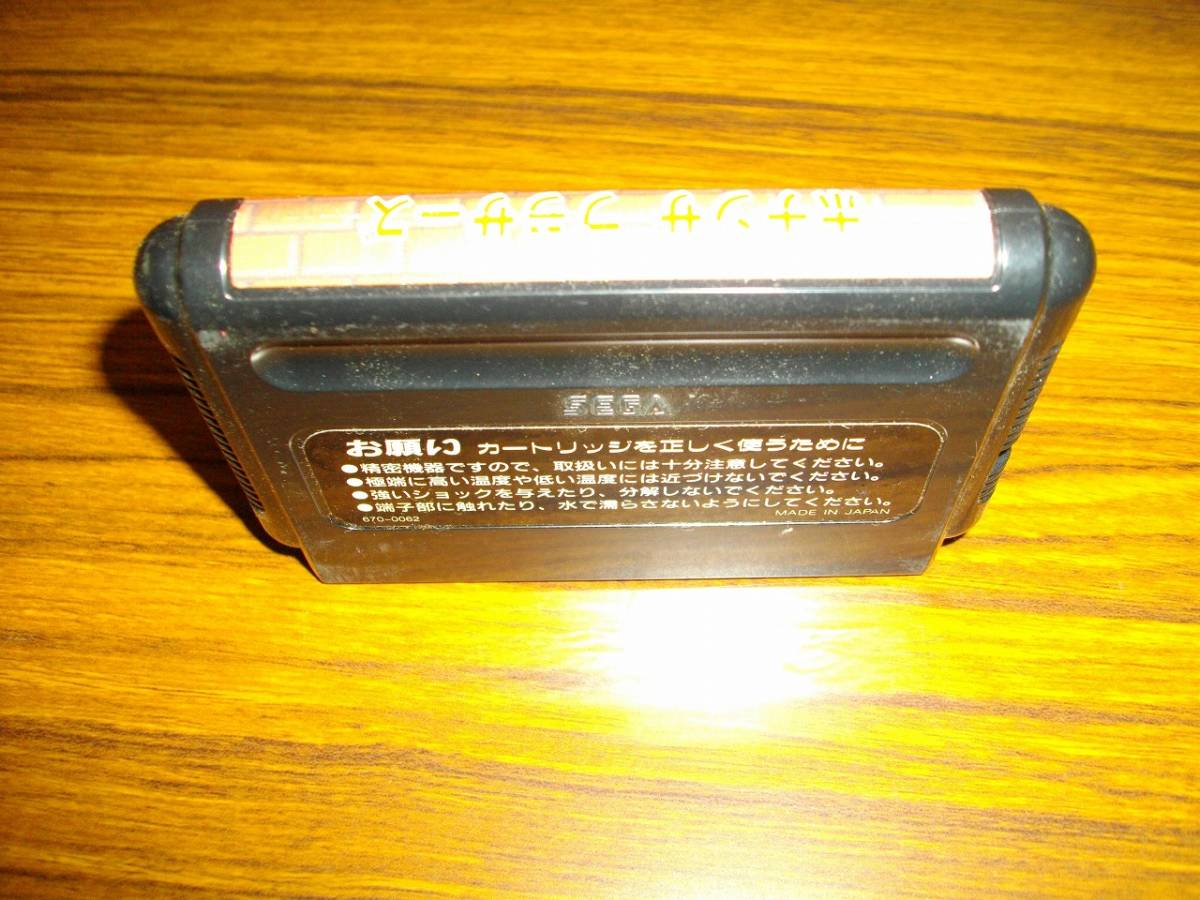 ボナンザ ブラザーズ
SEGA
お願い カートリッジを正しく使うために
●精密機器ですので、取扱いには十分注意してください。
●極端に高い温度や低い温度には近づけないでください。
●強いショックを与えたり、分解しないでください。
●端子部に触れたり、水で濡らさないようにしてください。
670-0062 MADE IN JAPAN